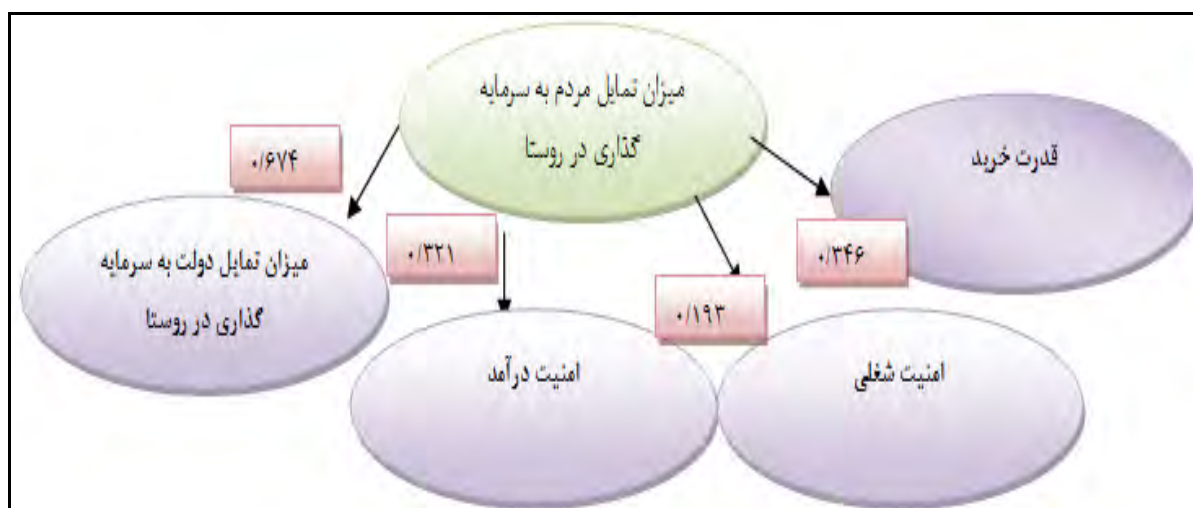 میزان تمایل مردم به سرمایه
گذاری در روستا
قدرت خرید
۰/۶۷۴
۰/۳۲۱
۰/۳۴۶
۰/۱۹۳
میزان تمایل دولت به سرمایه
گذاری در روستا
امنیت درآمد
امنیت شغلی